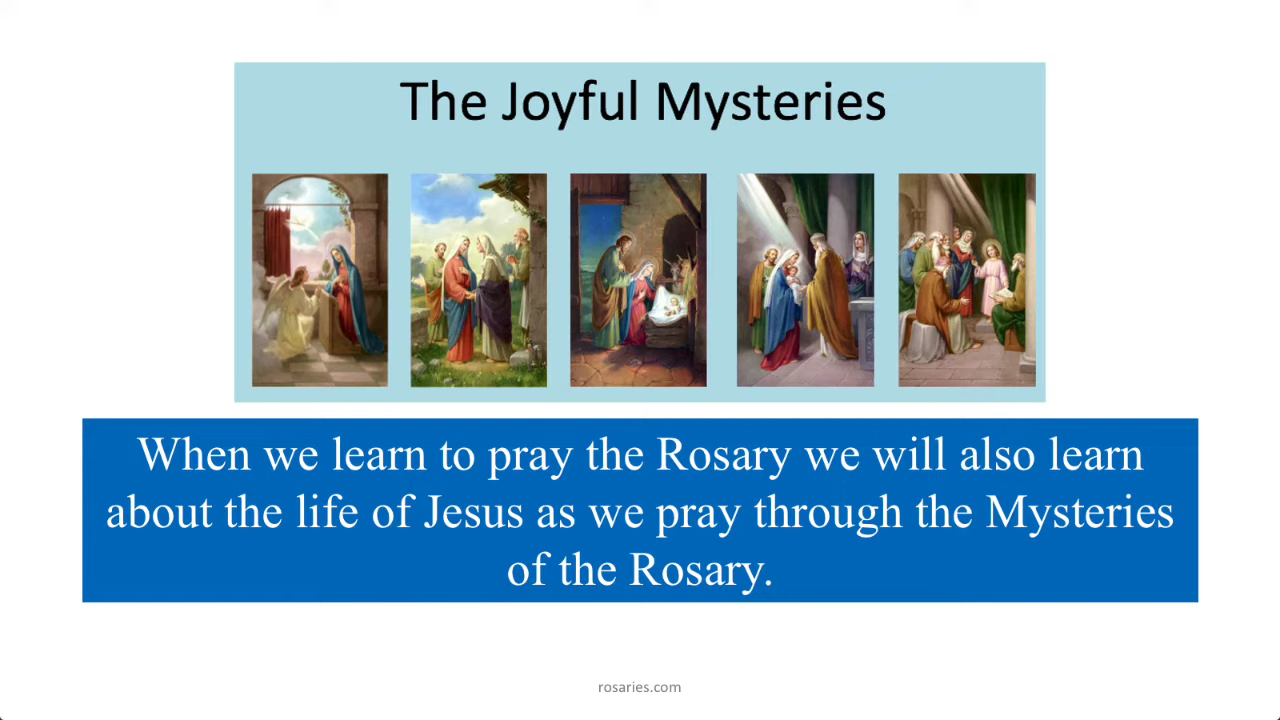 The Joyful Mysteries
When we learn to pray the Rosary we will also learn
about the life of Jesus as we pray through the Mysteries
of the Rosary.
rosaries.com